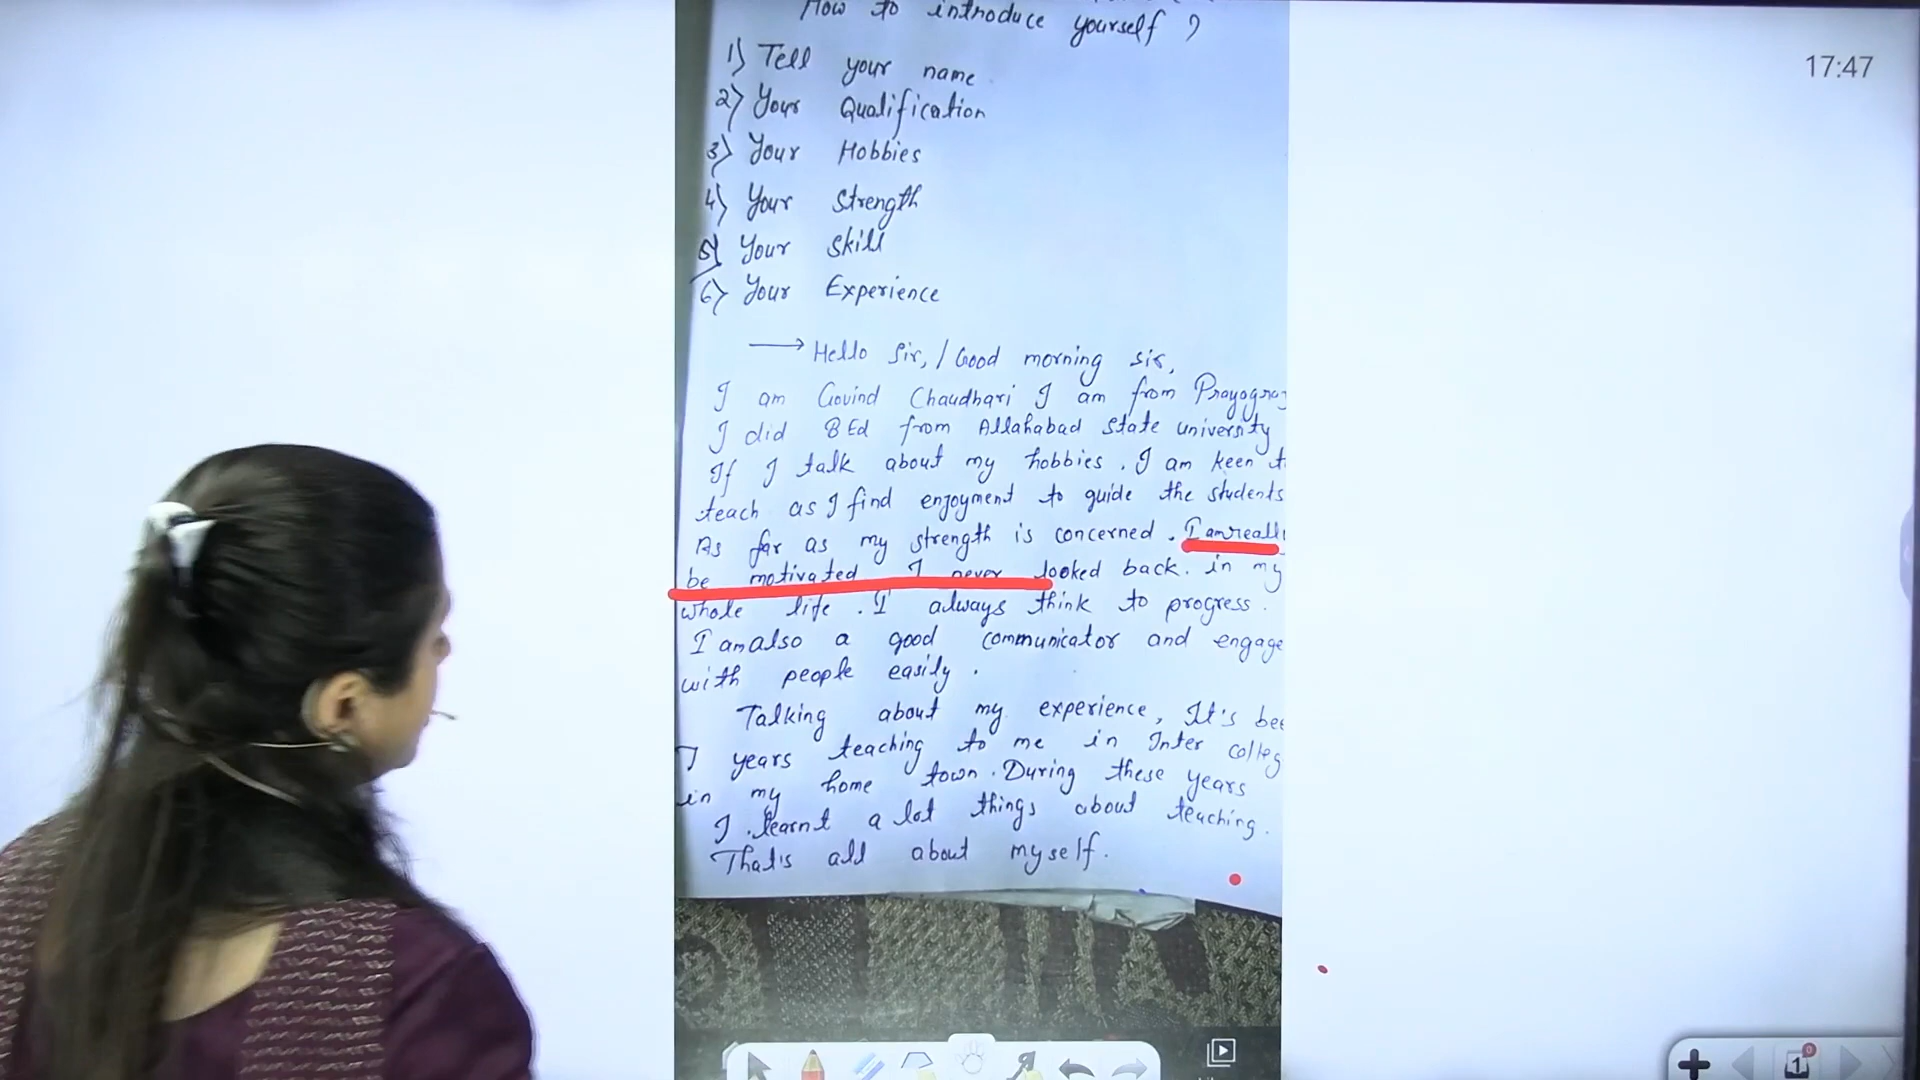 How to introduce yourself ?
17:47
1) Tell your name
2) Your Qualification
3) Your Hobbies
4) Your Strength
5) Your Skill
6) Your Experience
→ Hello Sir, / Good morning sir,
I am Govind Chaudhari I am from Prayagraj
I did BEd from Allahabad state university
If I talk about my hobbies . I am keen t
teach as I find enjoyment to guide the students
As far as my strength is concerned . I am reall
be motivated I never looked back . in my
whole life . I always think to progress .
I am also a good communicator and engage
with people easily .
Talking about my experience, It's bee
7 years teaching to me in Inter colleg
in my home town . During these years
I learnt a lot things about teaching .
That's all about myself .
1
0